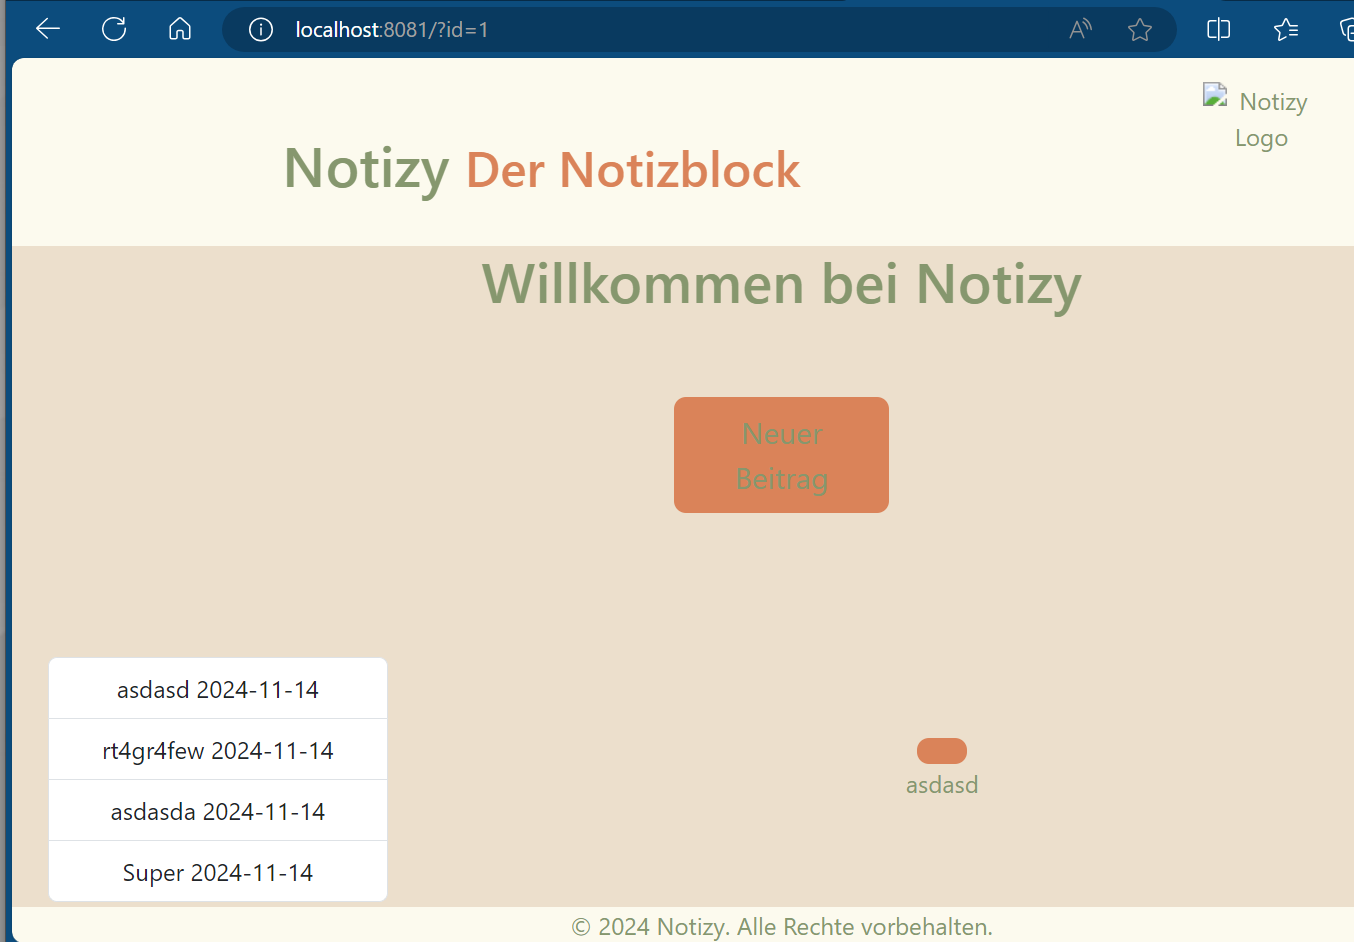 localhost:8081/?id=1
Notizy
Logo
Notizy Der Notizblock
Willkommen bei Notizy
Neuer
Beitrag
asdasd 2024-11-14
rt4gr4few 2024-11-14
asdasda 2024-11-14
Super 2024-11-14
asdasd
© 2024 Notizy. Alle Rechte vorbehalten.